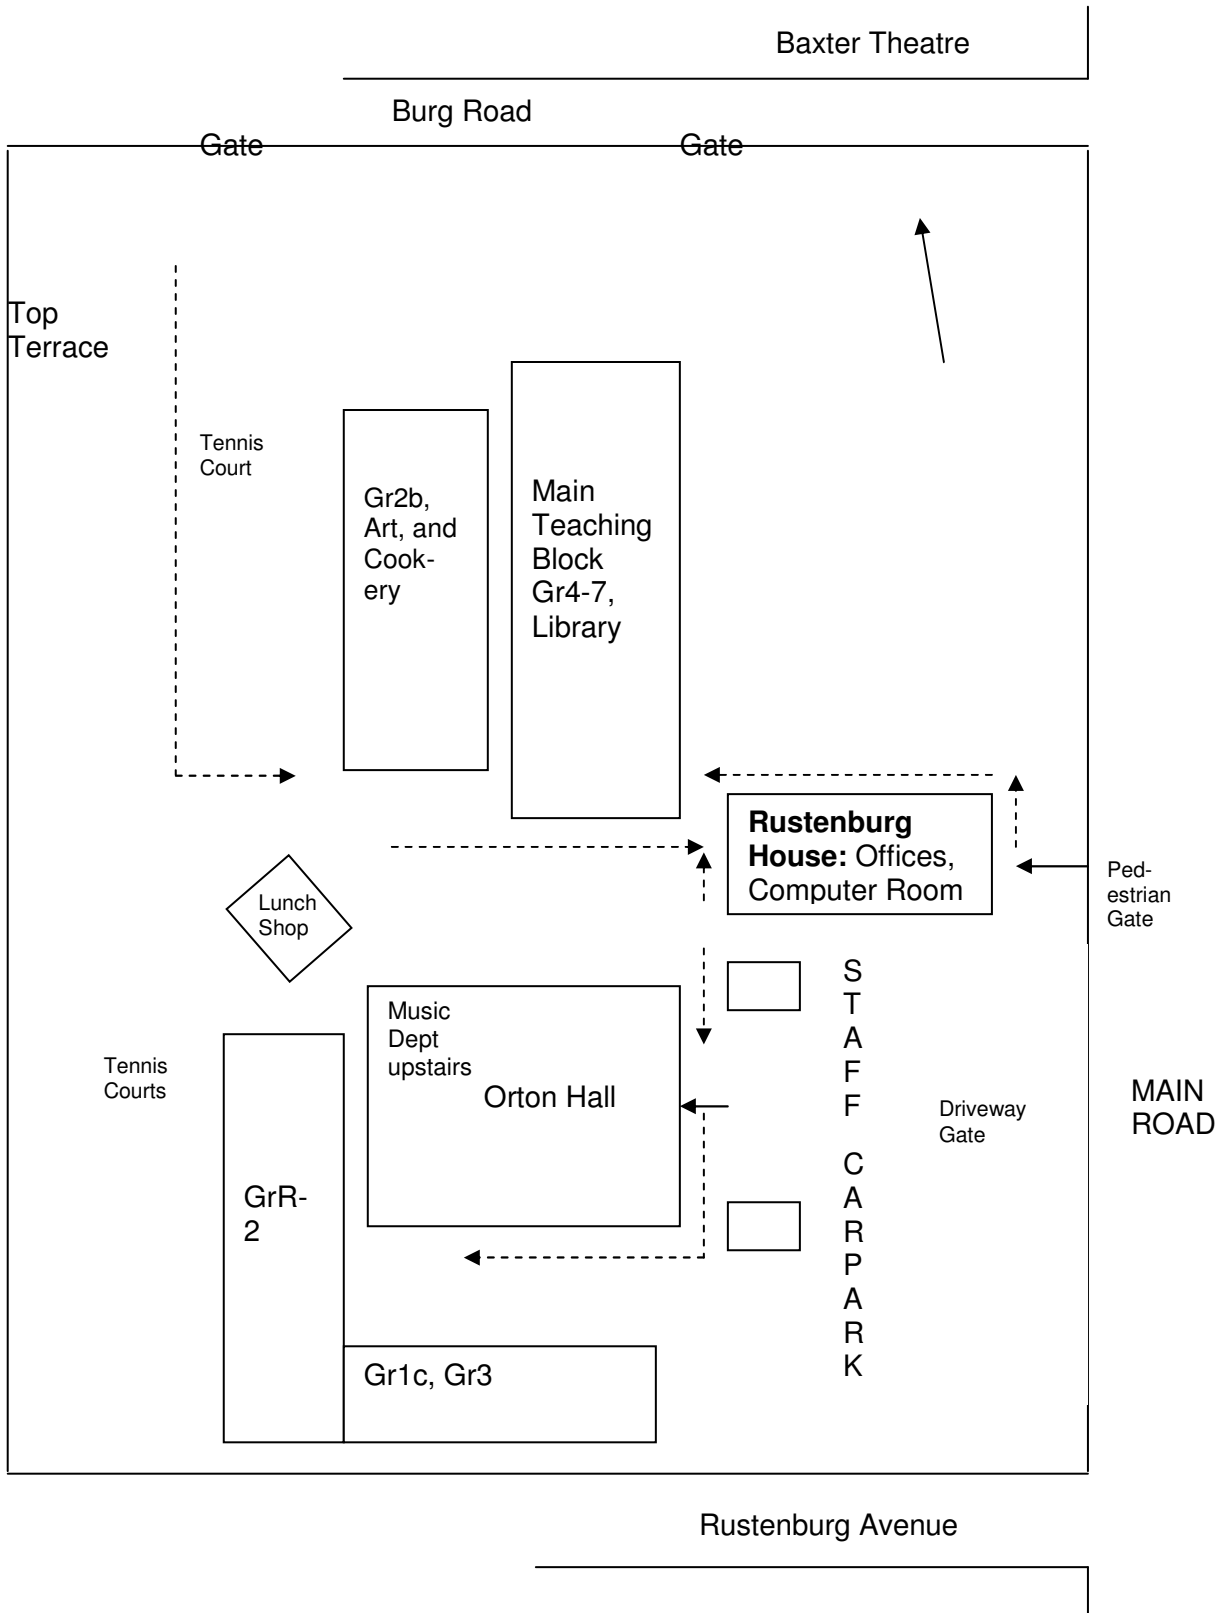 Baxter Theatre
Burg Road
Gate
Gate
Top
Terrace
Tennis
Court
Gr2b,
Art, and
Cook-
ery
Main
Teaching
Block
Gr4-7,
Library
Rustenburg
House: Offices,
Computer Room
Ped-
estrian
Gate
Lunch
Shop
Music
Dept
upstairs
Orton Hall
Tennis
Courts
S
T
A
F
F
C
A
R
P
A
R
K
Driveway
Gate
MAIN
ROAD
GrR-
2
Gr1c, Gr3
Rustenburg Avenue